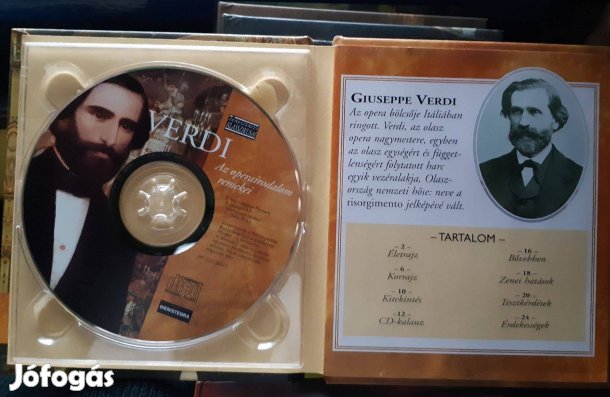 VERDI
Az operairodalom
remekei
COMPACT
GIUSEPPE VERDI
Az opera bölcsője Itáliában
ringott. Verdi, az olasz
opera nagymestere, egyben
az olasz egységért és függet-
lenségért folytatott harc
egyik vezéralakja, Olasz-
ország nemzeti hőse: neve a
risorgimento jelképévé vált.
– TARTALOM –
– 2 –
Életrajz
– 6 –
Korrajz
– 10 –
Kitekintés
– 12 –
CD-kalauz
– 16 –
Bővebben
– 18 –
Zenei hatások
– 20 –
Tesztkérdések
– 24 –
Érdekességek
Jófogás